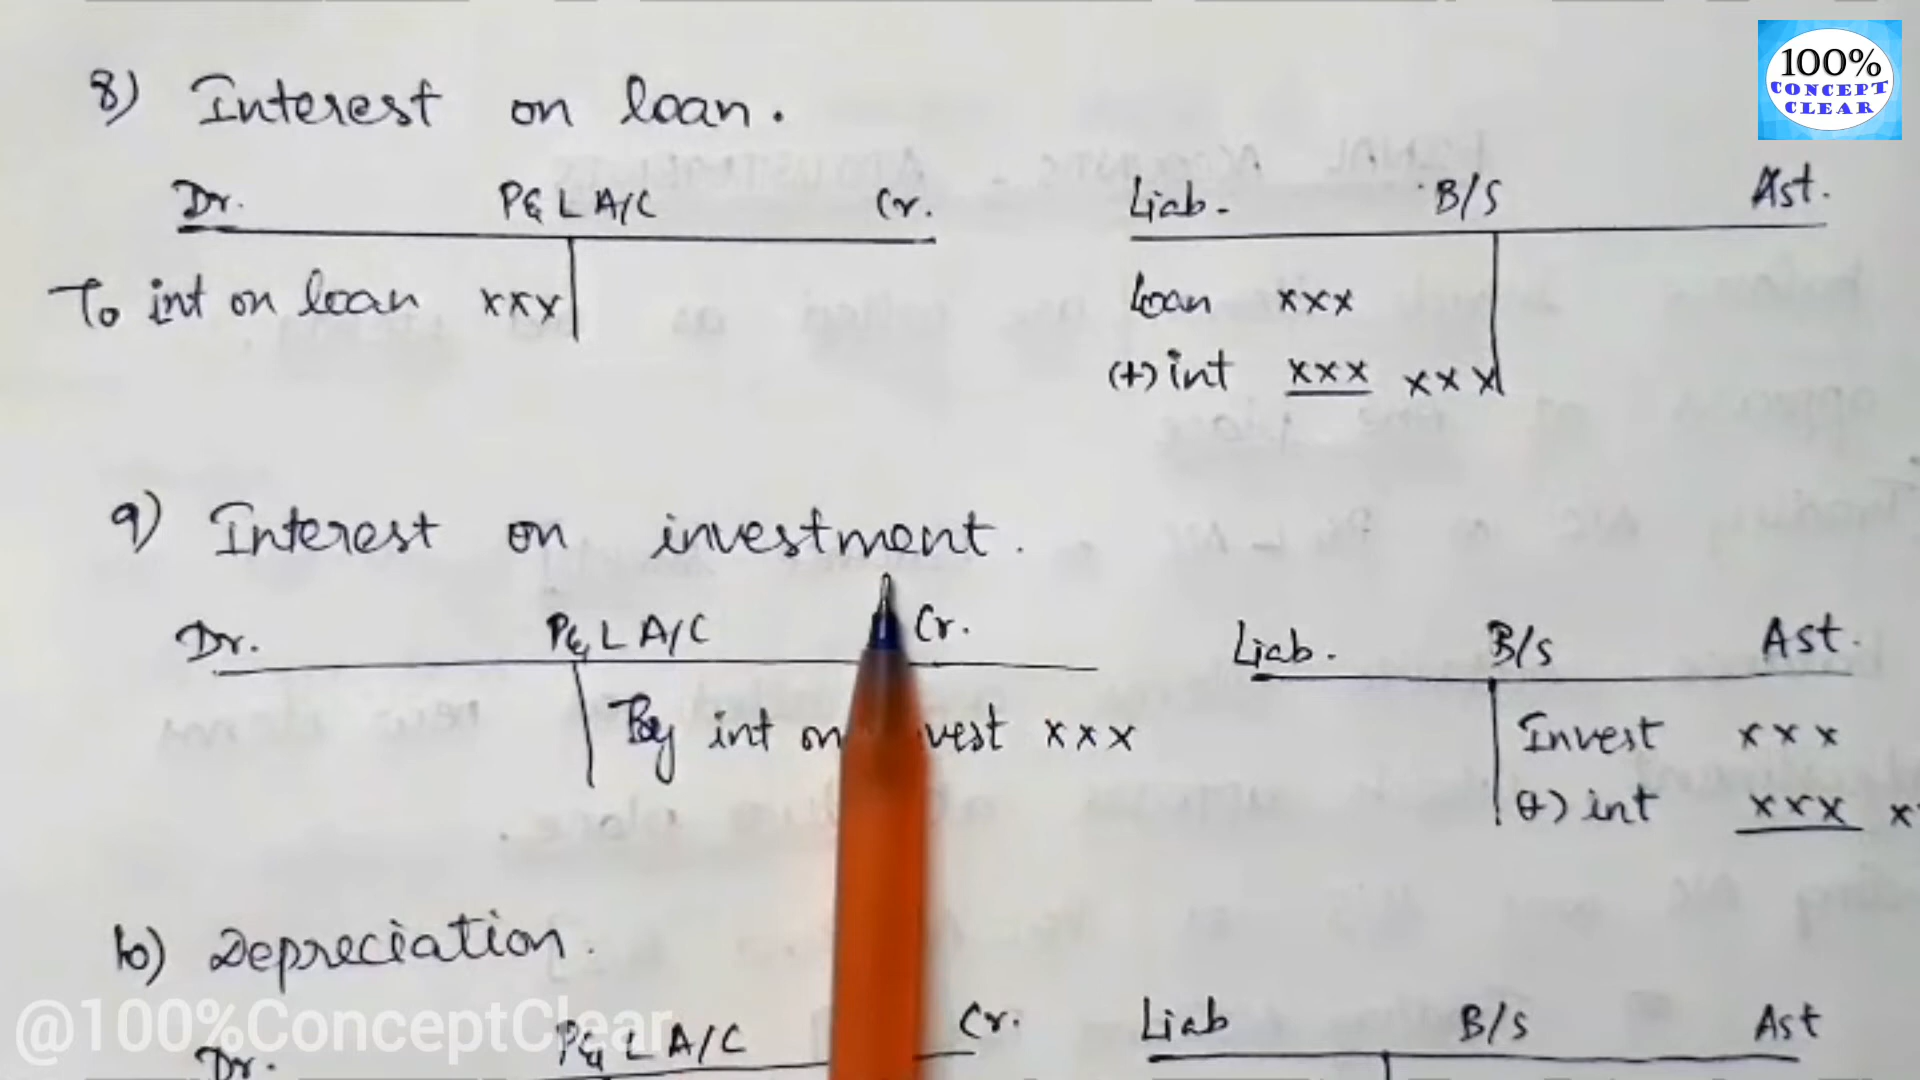 100%
CONCEPT
CLEAR
8) Interest on loan.
Dr. P& L A/C Cr.
To int on loan xxx
Liab. B/S Ast.
Loan xxx
(+) int xxx xxx
9) Interest on investment.
Dr. P& L A/C Cr.
By int on vest xxx
Liab. B/S Ast.
Invest xxx
(+) int xxx x
10) Depreciation.
@100%ConceptClear
Dr. P& L A/C Cr.
Liab B/S Ast